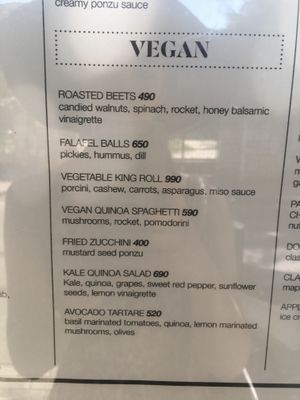 creamy ponzu sauce
VEGAN
ROASTED BEETS 490
candied walnuts, spinach, rocket, honey balsamic
vinaigrette
FALAFEL BALLS 650
pickies, hummus, dill
VEGETABLE KING ROLL 990
porcini, cashew, carrots, asparagus, miso sauce
VEGAN QUINOA SPAGHETTI 590
mushrooms, rocket, pomodorini
FRIED ZUCCHINI 400
mustard seed ponzu
KALE QUINOA SALAD 690
Kale, quinoa, grapes, sweet red pepper, sunflower
seeds, lemon vinaigrette
AVOCADO TARTARE 520
basil marinated tomatoes, quinoa, lemon marinated
mushrooms, olives